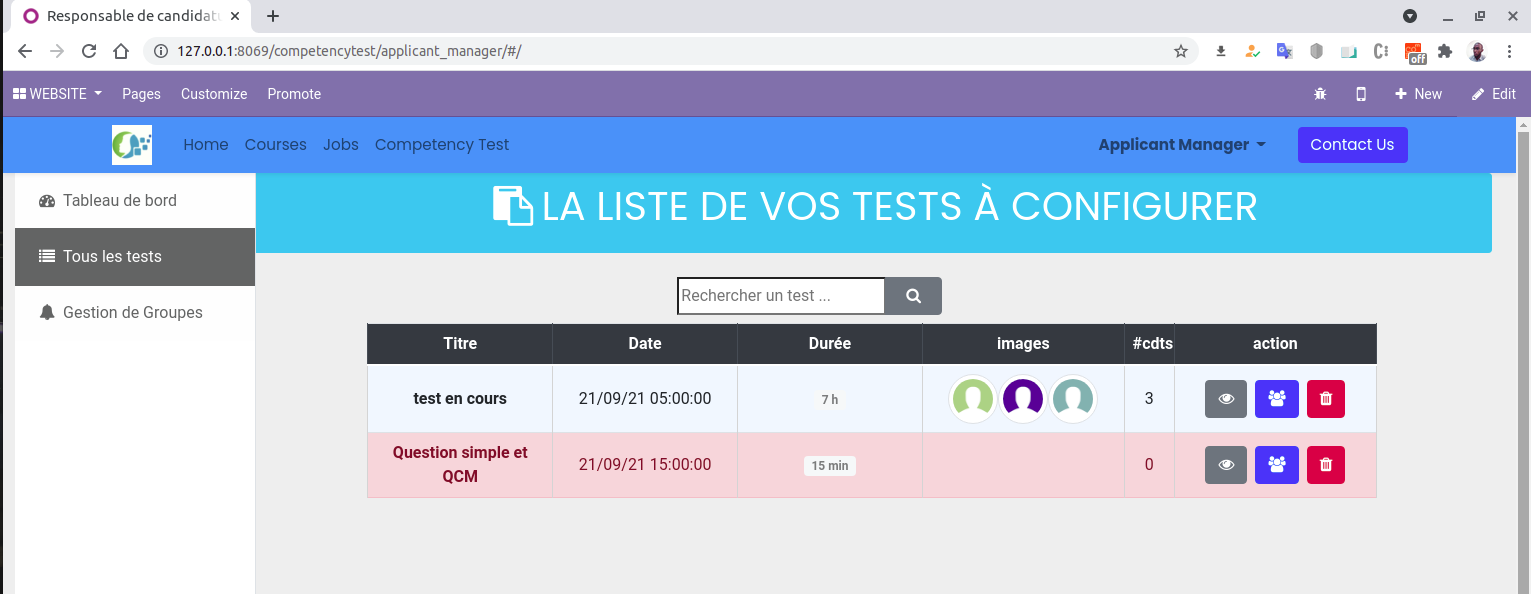 Responsable de candidatu
127.0.0.1:8069/competencytest/applicant_manager/#/
off
WEBSITE Pages Customize Promote New Edit
Home Courses Jobs Competency Test Applicant Manager Contact Us
Tableau de bord
LA LISTE DE VOS TESTS À CONFIGURER
Tous les tests
Gestion de Groupes
Rechercher un test ...
Titre Date Durée images #cdts action
test en cours 21/09/21 05:00:00 7 h 3
Question simple et
QCM 21/09/21 15:00:00 15 min 0